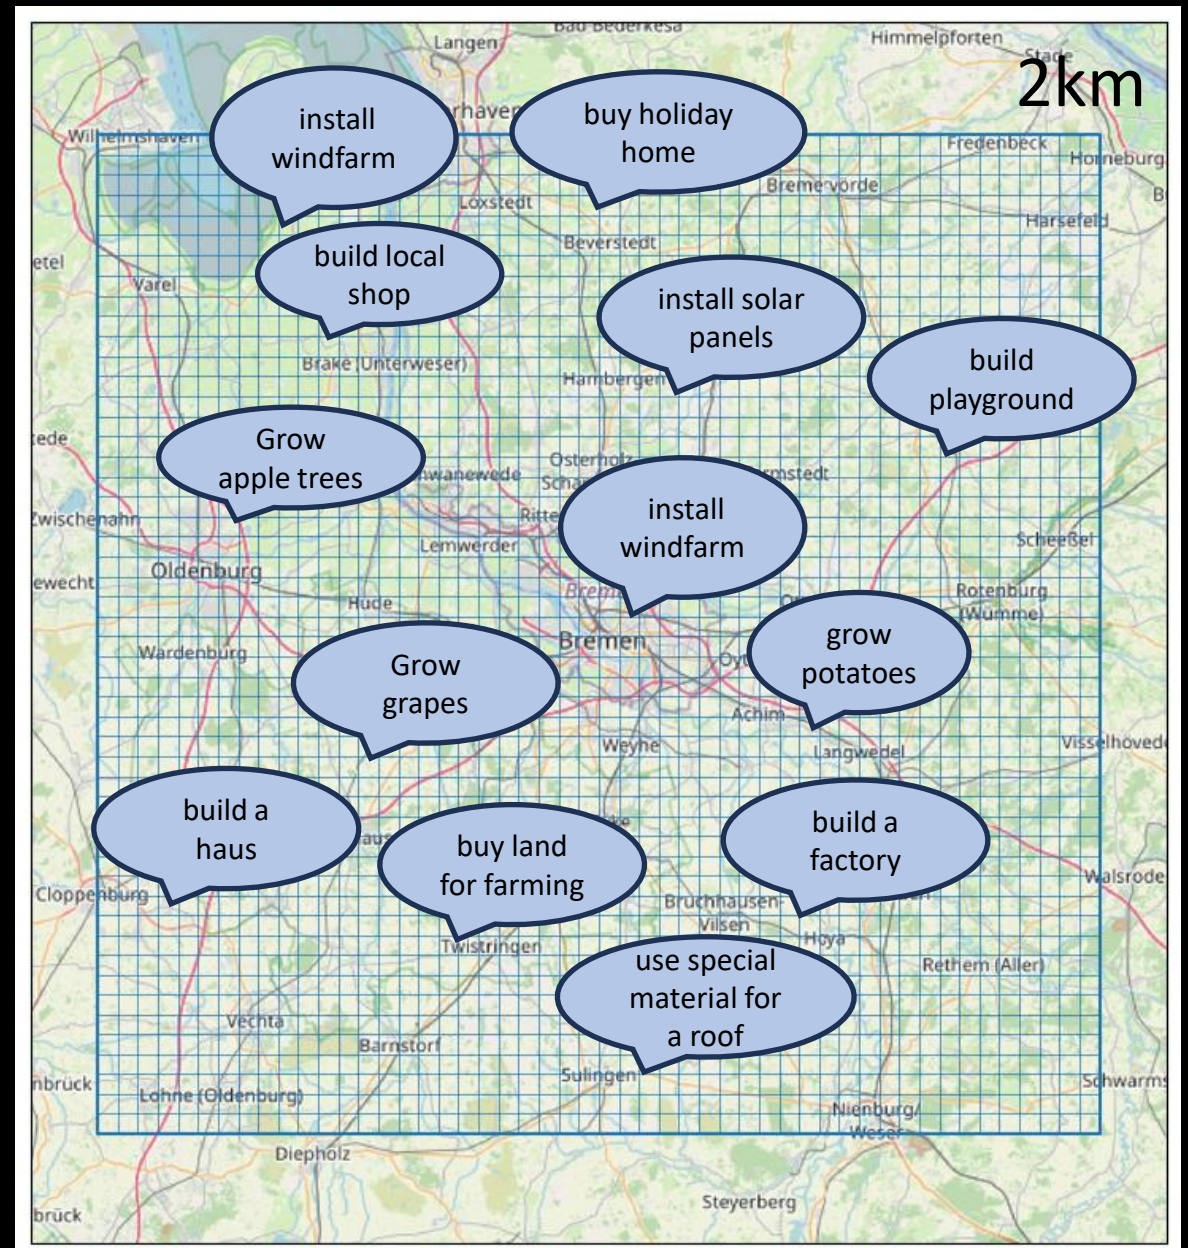 Bad Bederkesa
Langen
Himmelpforten
Stade
2km
install
windfarm
buy holiday
home
Wilhelmshaven
Fredenbeck
Horneburg
Bremervörde
Loxstedt
Harsefeld
Beverstedt
build local
shop
Varel
install solar
panels
build
playground
Brake (Unterweser)
Hambergen
Grow
apple trees
Osterholz
install
windfarm
Zwischenahn
Lemwerder
Scheeßel
Oldenburg
Hude
Rotenburg
(Wümme)
Bremen
grow
potatoes
Wardenburg
Grow
grapes
Achim
Weyhe
Langwedel
build a
haus
buy land
for farming
build a
factory
Walsrode
Cloppenburg
Bruchhausen-
Vilsen
Twistringen
Hoya
Rethem (Aller)
use special
material for
a roof
Vechta
Barnstorf
Sulingen
Lohne (Oldenburg)
Nienburg/
Weser
Diepholz
Steyerberg